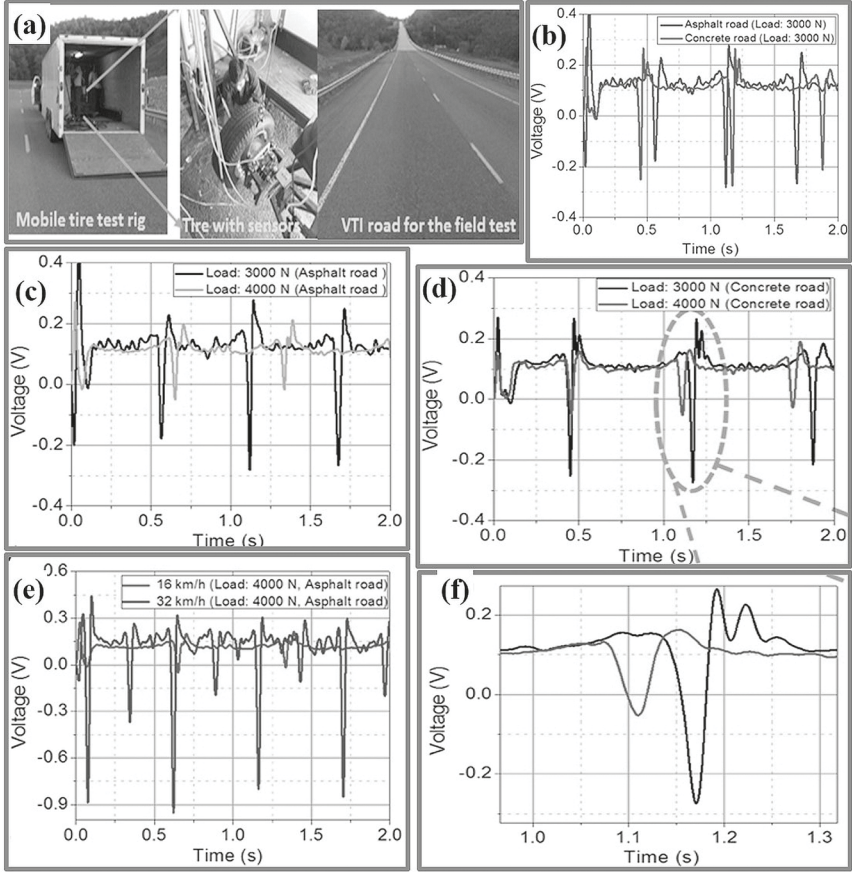 (a)
Mobile tire test rig
Tire with sensors
VTI road for the field test
(b)
Asphalt road (Load: 3000 N)
Concrete road (Load: 3000 N)
Voltage (V)
0.4
0.2
0.0
-0.2
-0.4
0.0 0.5 1.0 1.5 2.0
Time (s)
(c)
Load: 3000 N (Asphalt road )
Load: 4000 N (Asphalt road )
Voltage (V)
0.4
0.2
0.0
-0.2
-0.4
0.0 0.5 1.0 1.5 2.0
Time (s)
(d)
Load: 3000 N (Concrete road)
Load: 4000 N (Concrete road)
Voltage (V)
0.4
0.2
0.0
-0.2
-0.4
0.0 0.5 1.0 1.5 2.0
Time (s)
(e)
16 km/h (Load: 4000 N, Asphalt road)
32 km/h (Load: 4000 N, Asphalt road)
Voltage (V)
0.6
0.3
0.0
-0.3
-0.6
-0.9
0.0 0.5 1.0 1.5 2.0
Time (s)
(f)
Voltage (V)
0.2
0.0
-0.2
1.0 1.1 1.2 1.3
Time (s)